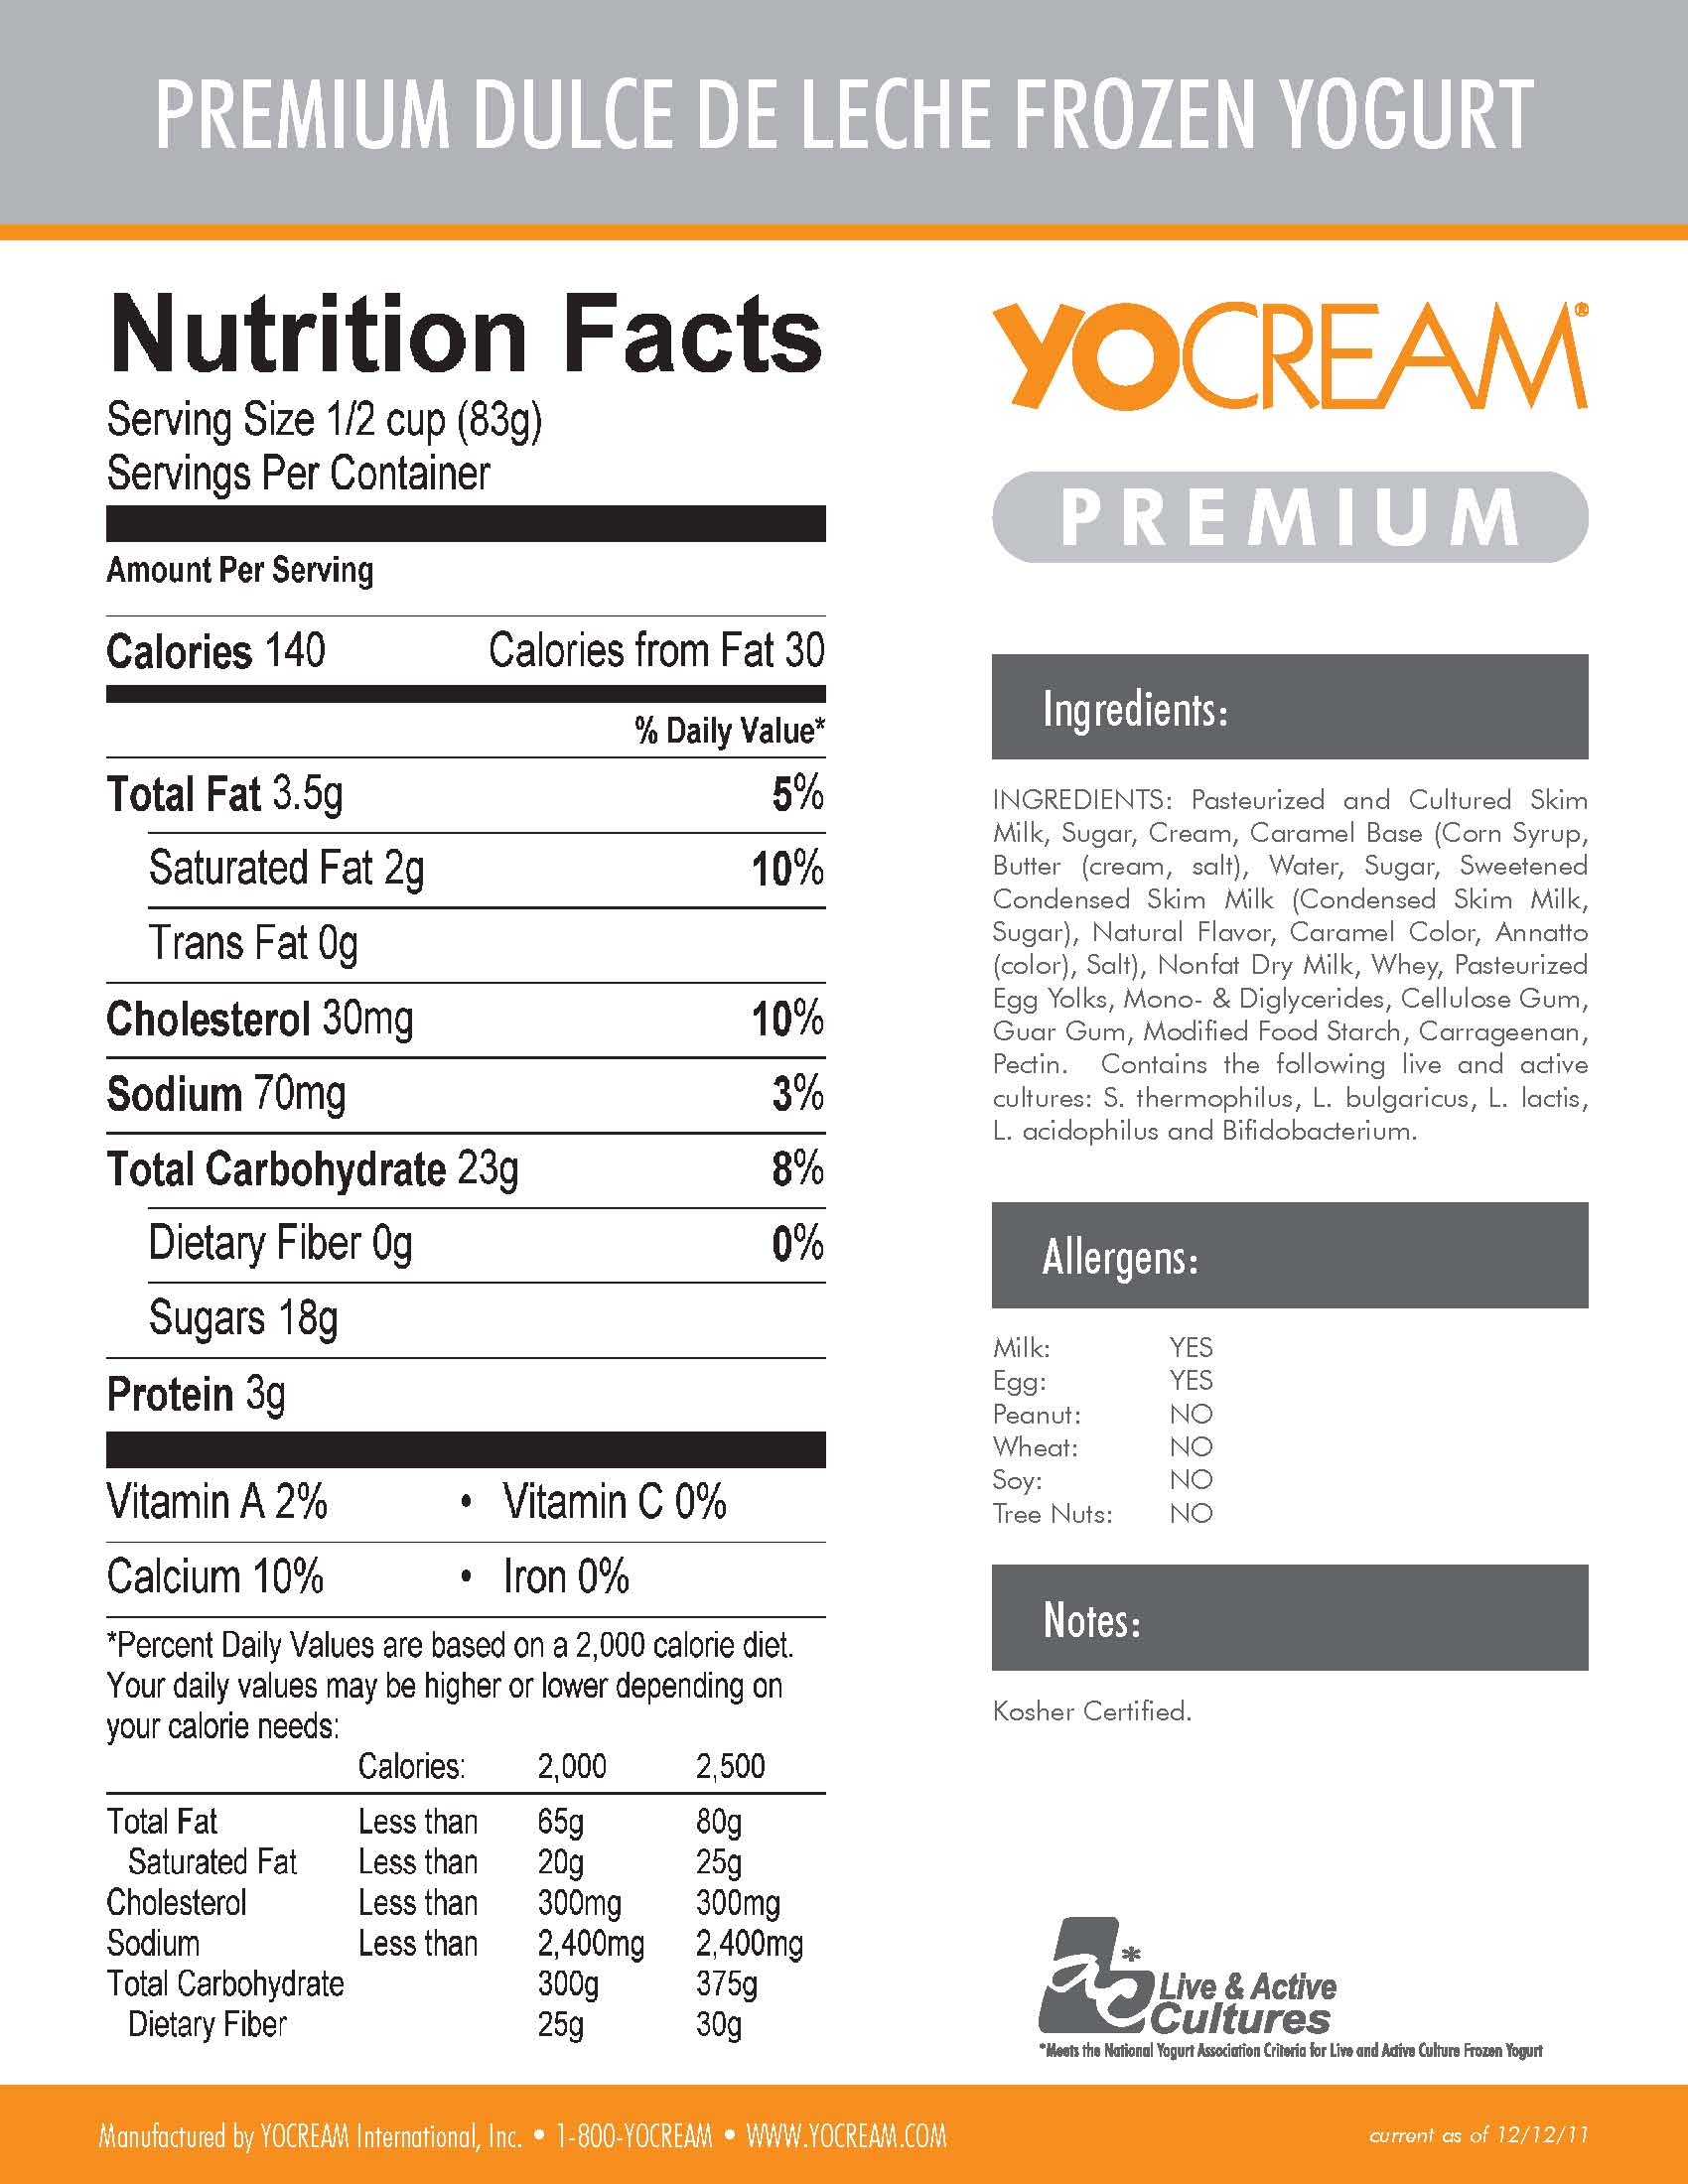 PREMIUM DULCE DE LECHE FROZEN YOGURT
Nutrition Facts
Serving Size 1/2 cup (83g)
Servings Per Container
Amount Per Serving
Calories 140 Calories from Fat 30
% Daily Value*
Total Fat 3.5g 5%
Saturated Fat 2g 10%
Trans Fat 0g
Cholesterol 30mg 10%
Sodium 70mg 3%
Total Carbohydrate 23g 8%
Dietary Fiber 0g 0%
Sugars 18g
Protein 3g
Vitamin A 2% • Vitamin C 0%
Calcium 10% • Iron 0%
*Percent Daily Values are based on a 2,000 calorie diet.
Your daily values may be higher or lower depending on
your calorie needs:
Calories: 2,000 2,500
Total Fat Less than 65g 80g
Saturated Fat Less than 20g 25g
Cholesterol Less than 300mg 300mg
Sodium Less than 2,400mg 2,400mg
Total Carbohydrate 300g 375g
Dietary Fiber 25g 30g
YOCREAM®
PREMIUM
Ingredients:
INGREDIENTS: Pasteurized and Cultured Skim
Milk, Sugar, Cream, Caramel Base (Corn Syrup,
Butter (cream, salt), Water, Sugar, Sweetened
Condensed Skim Milk (Condensed Skim Milk,
Sugar), Natural Flavor, Caramel Color, Annatto
(color), Salt), Nonfat Dry Milk, Whey, Pasteurized
Egg Yolks, Mono- & Diglycerides, Cellulose Gum,
Guar Gum, Modified Food Starch, Carrageenan,
Pectin. Contains the following live and active
cultures: S. thermophilus, L. bulgaricus, L. lactis,
L. acidophilus and Bifidobacterium.
Allergens:
Milk: YES
Egg: YES
Peanut: NO
Wheat: NO
Soy: NO
Tree Nuts: NO
Notes:
Kosher Certified.
ac*
Live & Active
Cultures
*Meets the National Yogurt Association Criteria for Live and Active Culture Frozen Yogurt
Manufactured by YOCREAM International, Inc. • 1-800-YOCREAM • WWW.YOCREAM.COM
current as of 12/12/11